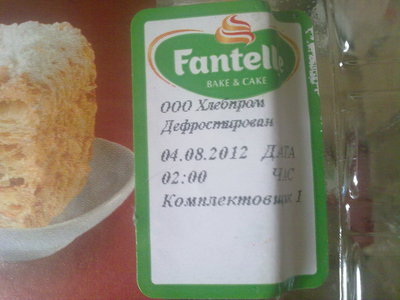 Fantelle
BAKE & CAKE
ООО Хлебпром
Дефростирован
04.08.2012 Дата
02:00 Час
Комплектовщик 1